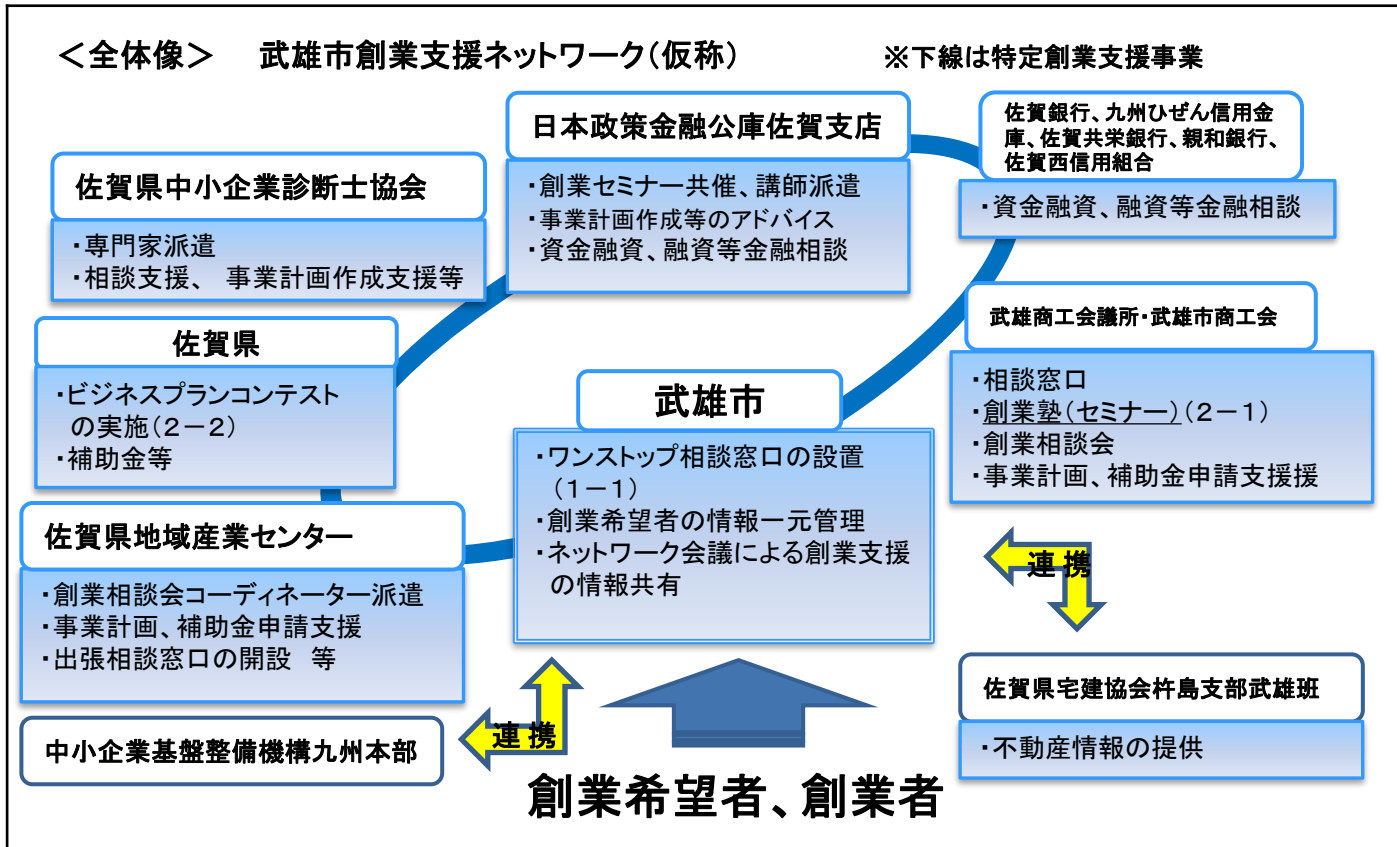 ＜全体像＞　武雄市創業支援ネットワーク（仮称）
※下線は特定創業支援事業
日本政策金融公庫佐賀支店
・創業セミナー共催、講師派遣
・事業計画作成等のアドバイス
・資金融資、融資等金融相談
佐賀銀行、九州ひぜん信用金
庫、佐賀共栄銀行、親和銀行、
佐賀西信用組合
・資金融資、融資等金融相談
佐賀県中小企業診断士協会
・専門家派遣
・相談支援、　事業計画作成支援等
佐賀県
・ビジネスプランコンテスト
の実施（２－２）
・補助金等
武雄商工会議所・武雄市商工会
・相談窓口
・創業塾（セミナー）（２－１）
・創業相談会
・事業計画、補助金申請支援援
武雄市
・ワンストップ相談窓口の設置
（１－１）
・創業希望者の情報一元管理
・ネットワーク会議による創業支援
の情報共有
佐賀県地域産業センター
・創業相談会コーディネーター派遣
・事業計画、補助金申請支援
・出張相談窓口の開設　等
連携
佐賀県宅建協会杵島支部武雄班
・不動産情報の提供
連携
中小企業基盤整備機構九州本部
創業希望者、創業者